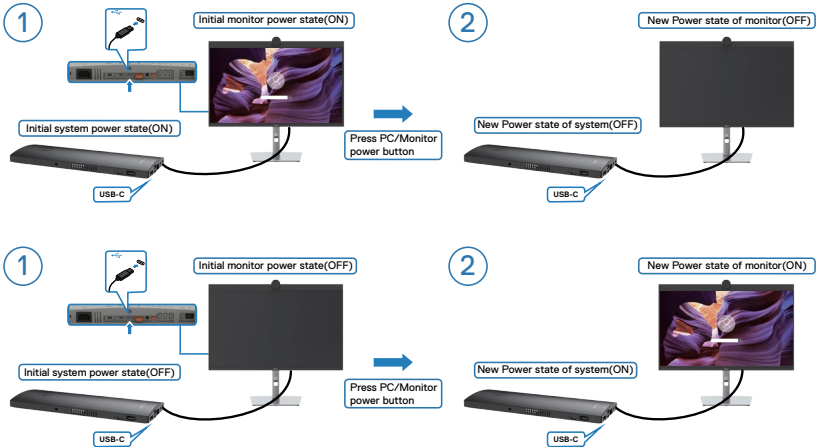 1
Initial monitor power state(ON)
2
New Power state of monitor(OFF)
Initial system power state(ON)
Press PC/Monitor
power button
New Power state of system(OFF)
USB-C
USB-C
1
Initial monitor power state(OFF)
2
New Power state of monitor(ON)
Initial system power state(OFF)
Press PC/Monitor
power button
New Power state of system(ON)
USB-C
USB-C